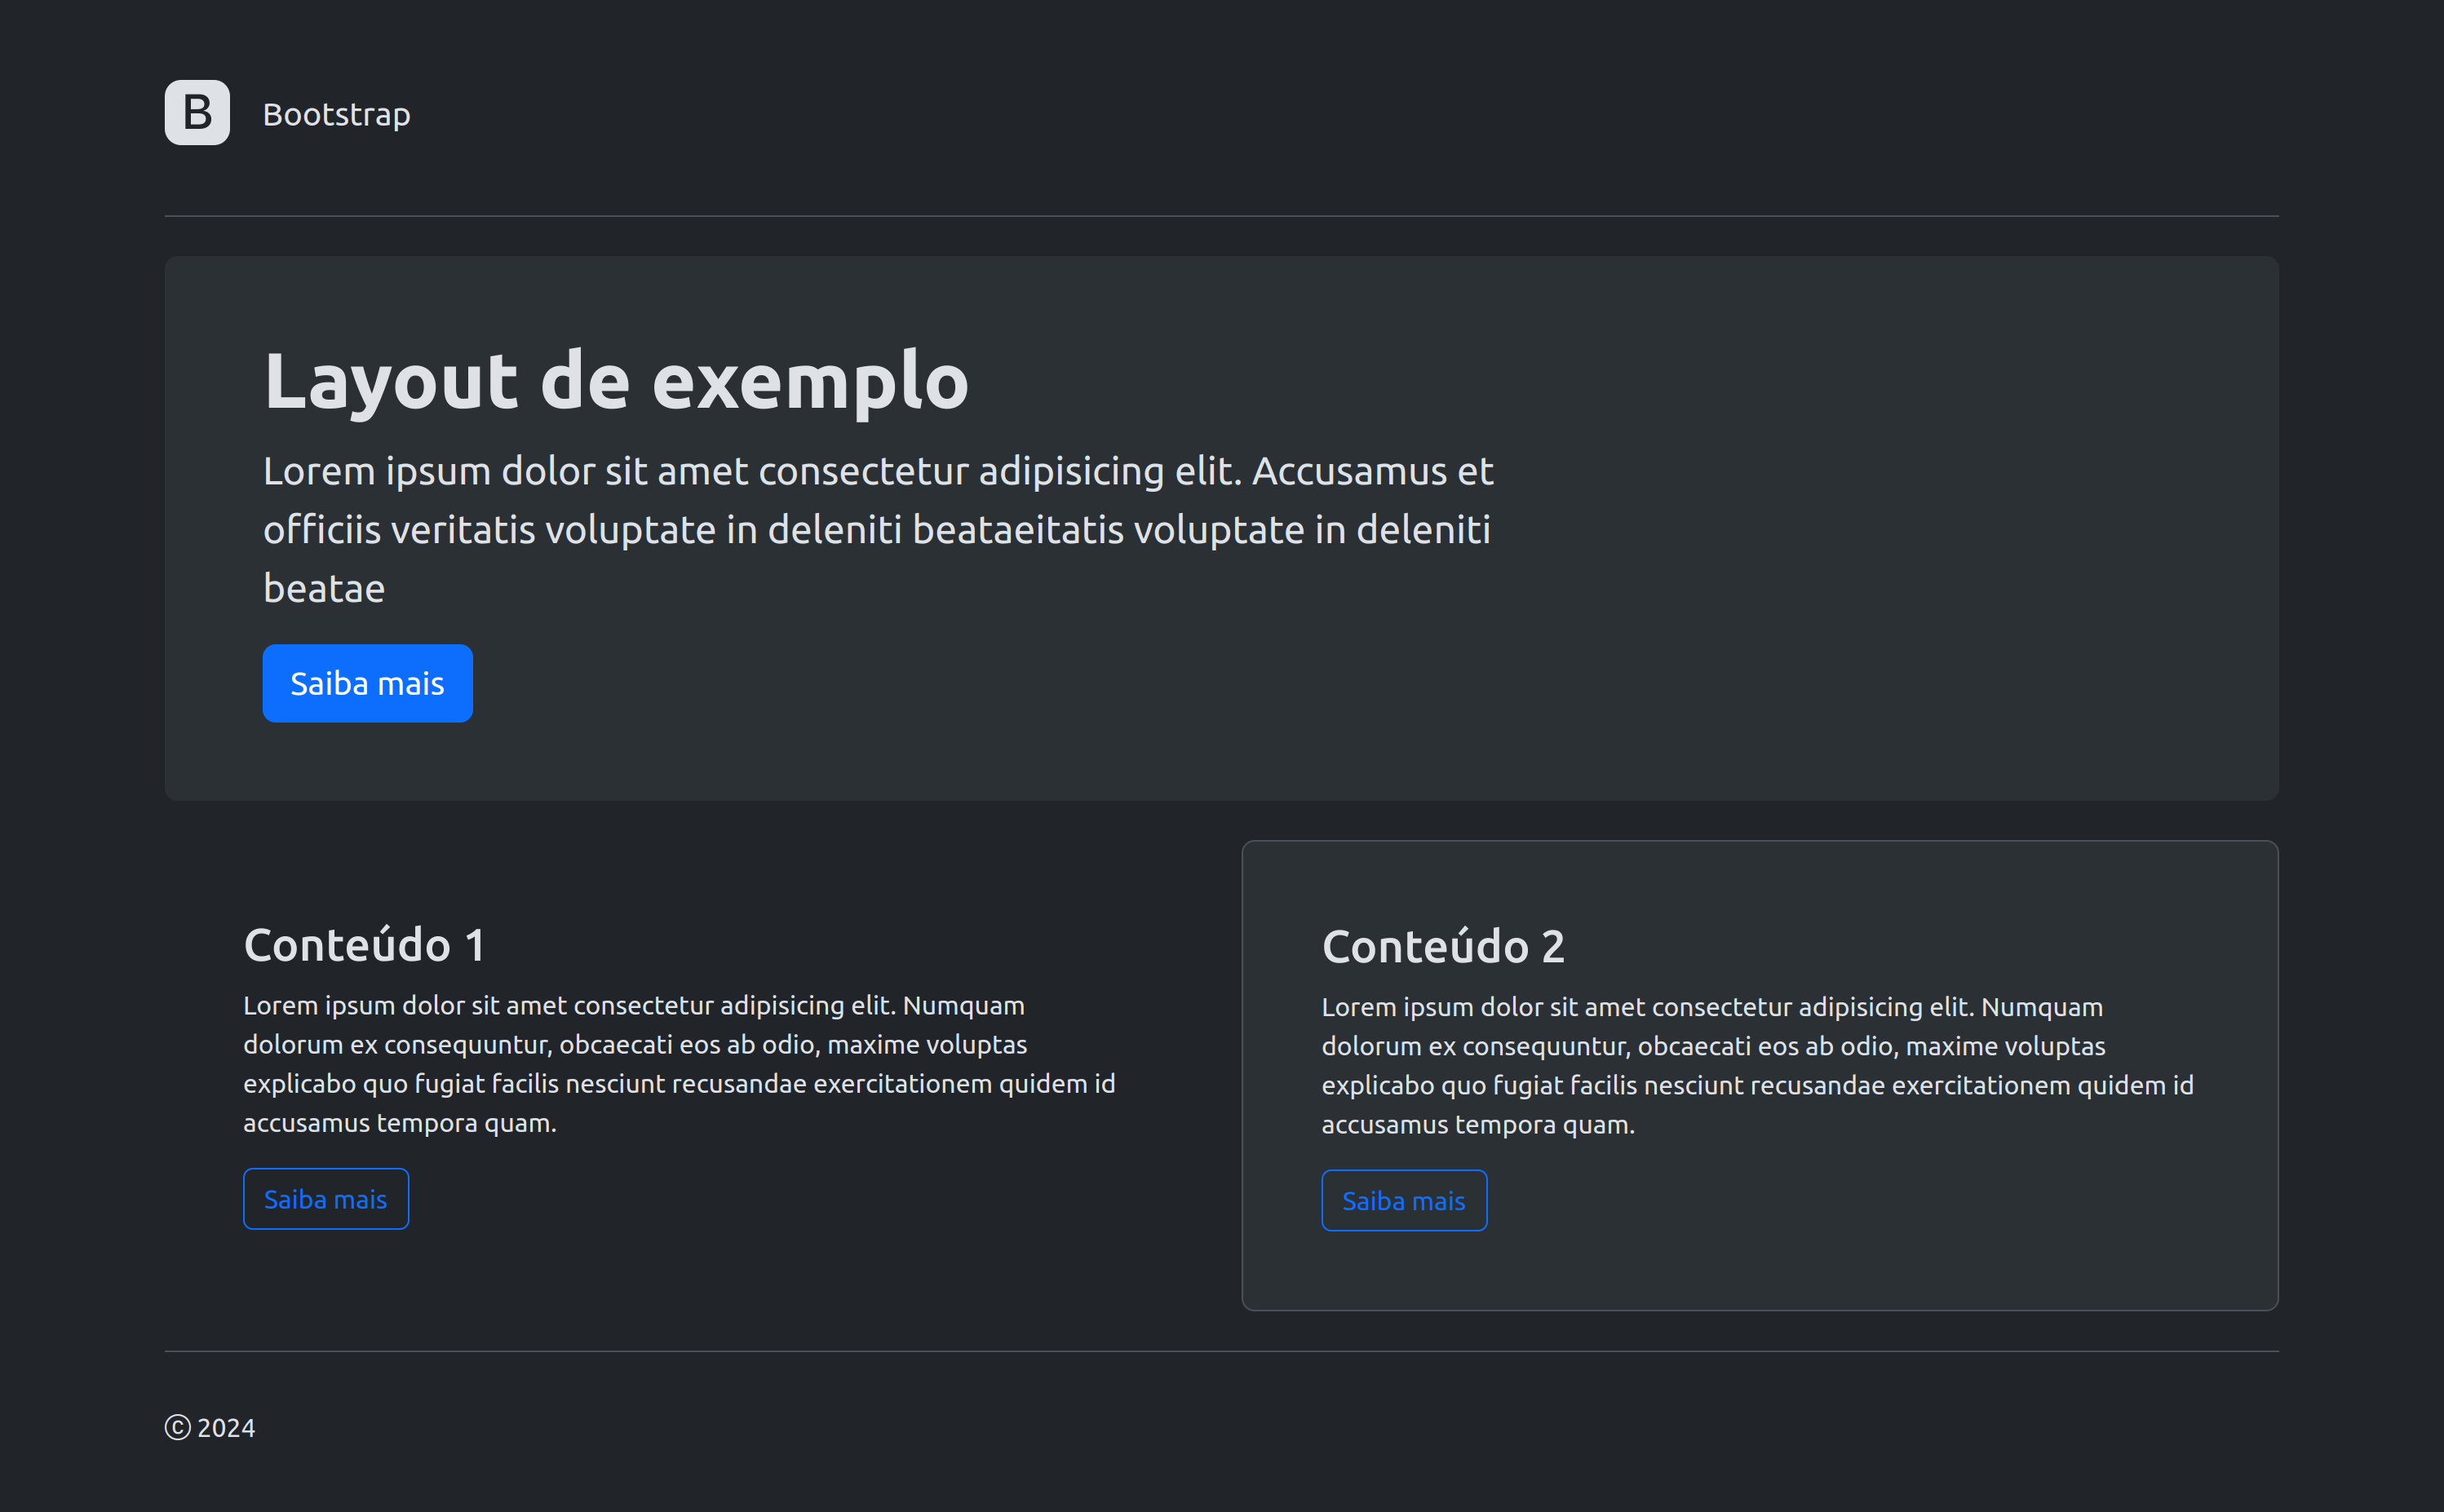 B Bootstrap
Layout de exemplo
Lorem ipsum dolor sit amet consectetur adipisicing elit. Accusamus et
officiis veritatis voluptate in deleniti beataeitatis voluptate in deleniti
beatae
Saiba mais
Conteúdo 1
Lorem ipsum dolor sit amet consectetur adipisicing elit. Numquam
dolorum ex consequuntur, obcaecati eos ab odio, maxime voluptas
explicabo quo fugiat facilis nesciunt recusandae exercitationem quidem id
accusamus tempora quam.
Saiba mais
Conteúdo 2
Lorem ipsum dolor sit amet consectetur adipisicing elit. Numquam
dolorum ex consequuntur, obcaecati eos ab odio, maxime voluptas
explicabo quo fugiat facilis nesciunt recusandae exercitationem quidem id
accusamus tempora quam.
Saiba mais
© 2024